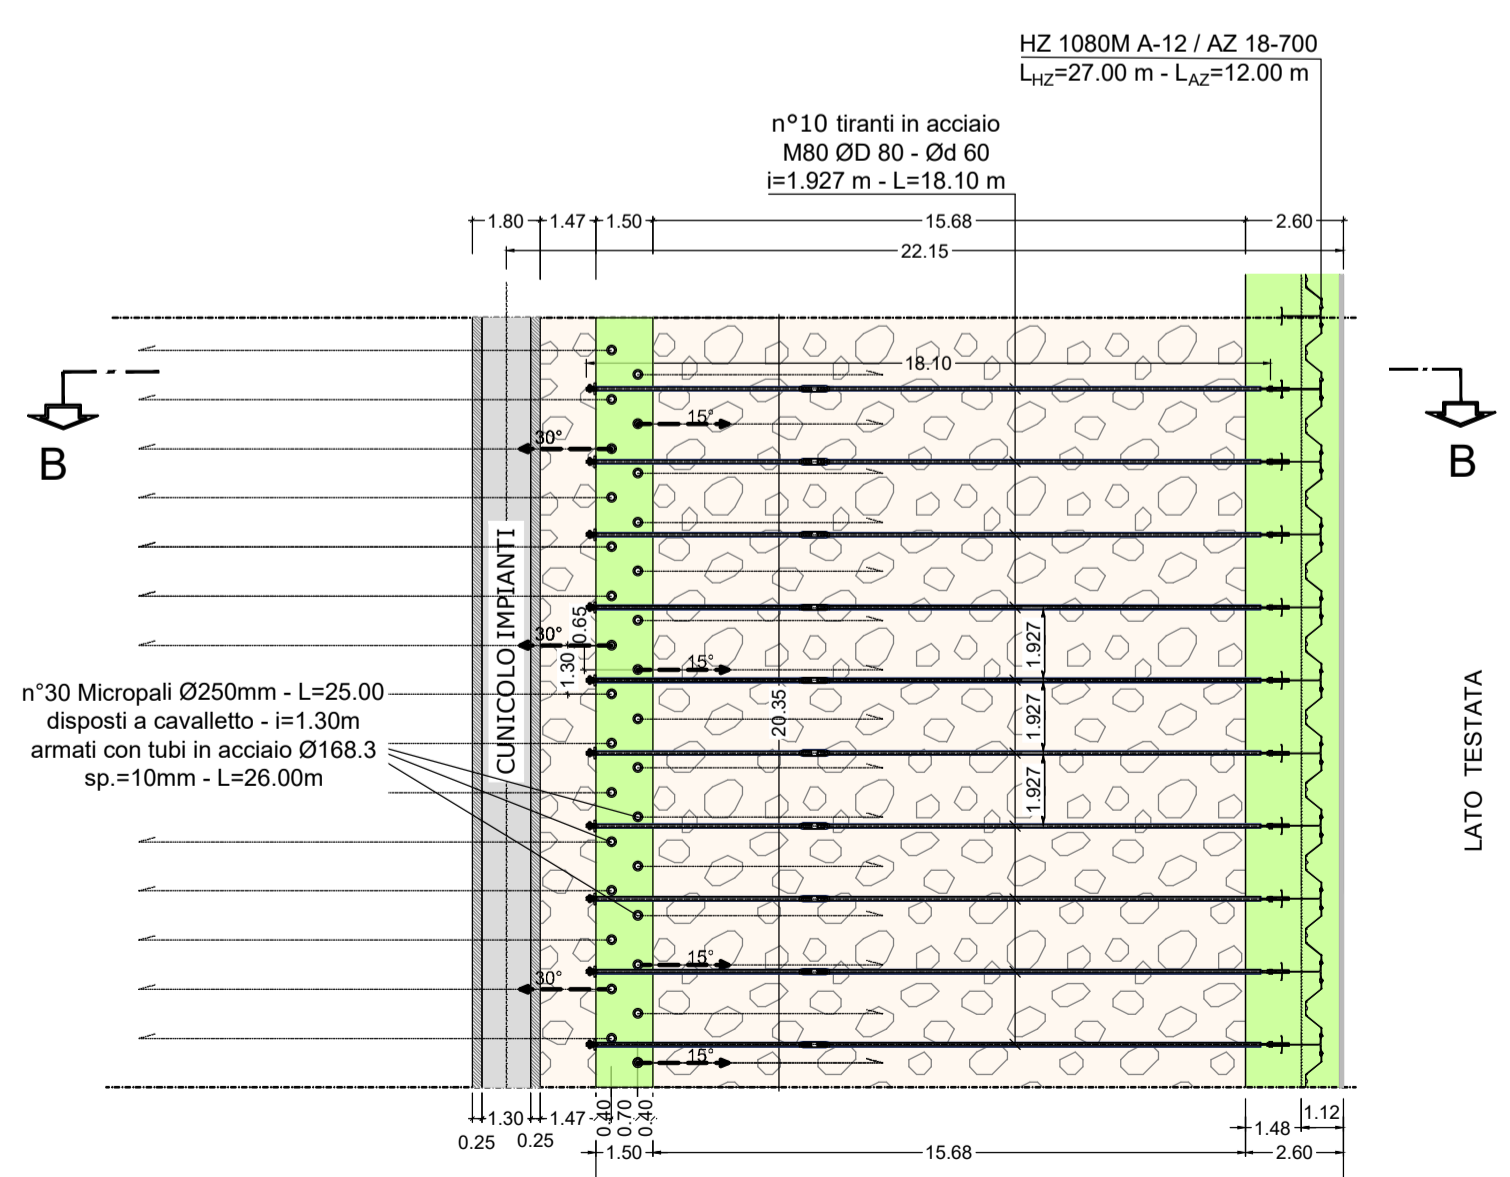 HZ 1080M A-12 / AZ 18-700
LHZ=27.00 m - LAZ=12.00 m
n°10 tiranti in acciaio
M80 ØD 80 - Ød 60
i=1.927 m - L=18.10 m
1.80
1.47
1.50
15.68
2.60
22.15
18.10
B
B
15°
30°
CUNICOLO IMPIANTI
0.65
1.30
30°
15°
1.927
1.927
1.927
20.35
n°30 Micropali Ø250mm - L=25.00
disposti a cavalletto - i=1.30m
armati con tubi in acciaio Ø168.3
sp.=10mm - L=26.00m
LATO TESTATA
15°
30°
15°
0.25
1.30
0.25
1.47
0.40
0.70
0.40
1.50
15.68
1.48
1.12
2.60